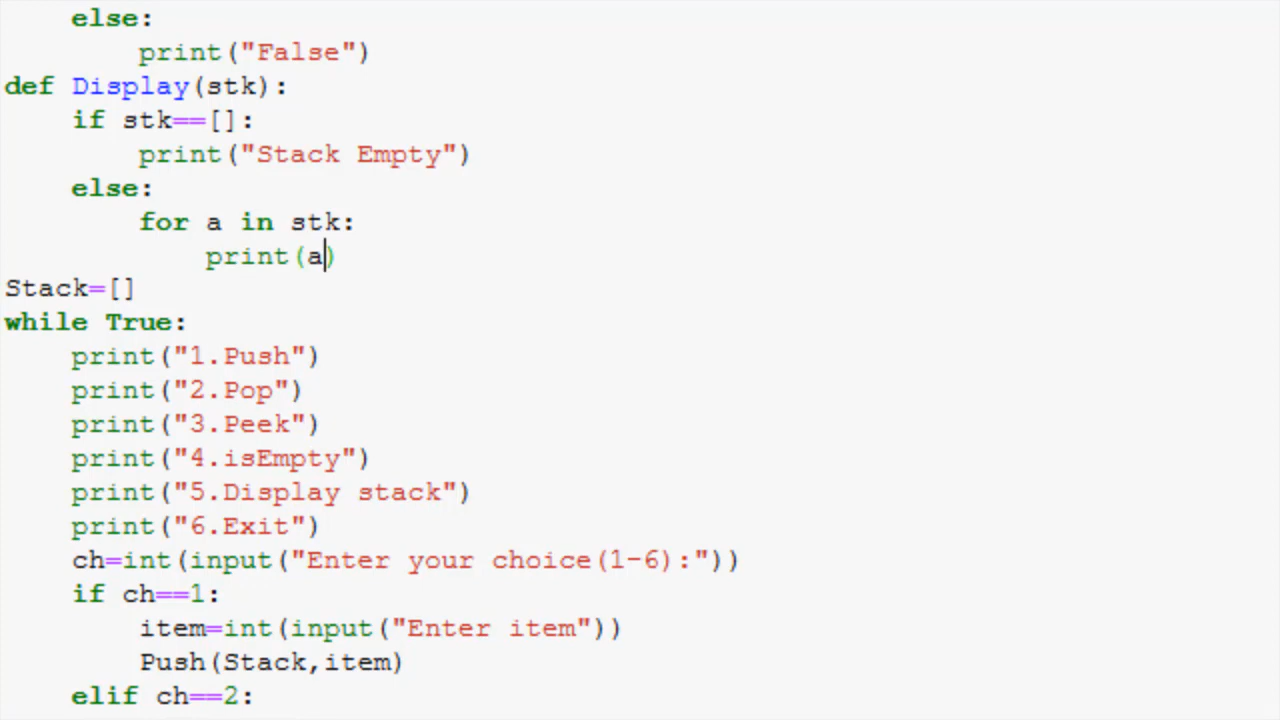 else:
print("False")
def Display(stk):
if stk==[]:
print("Stack Empty")
else:
for a in stk:
print(a)
Stack=[]
while True:
print("1.Push")
print("2.Pop")
print("3.Peek")
print("4.isEmpty")
print("5.Display stack")
print("6.Exit")
ch=int(input("Enter your choice(1-6):"))
if ch==1:
item=int(input("Enter item"))
Push(Stack,item)
elif ch==2: